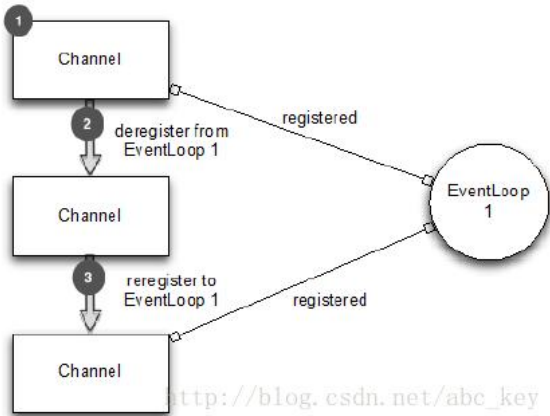 1
Channel
registered
2
deregister from
EventLoop 1
EventLoop
1
Channel
3
reregister to
EventLoop 1
registered
Channel
http://blog.csdn.net/abc_key